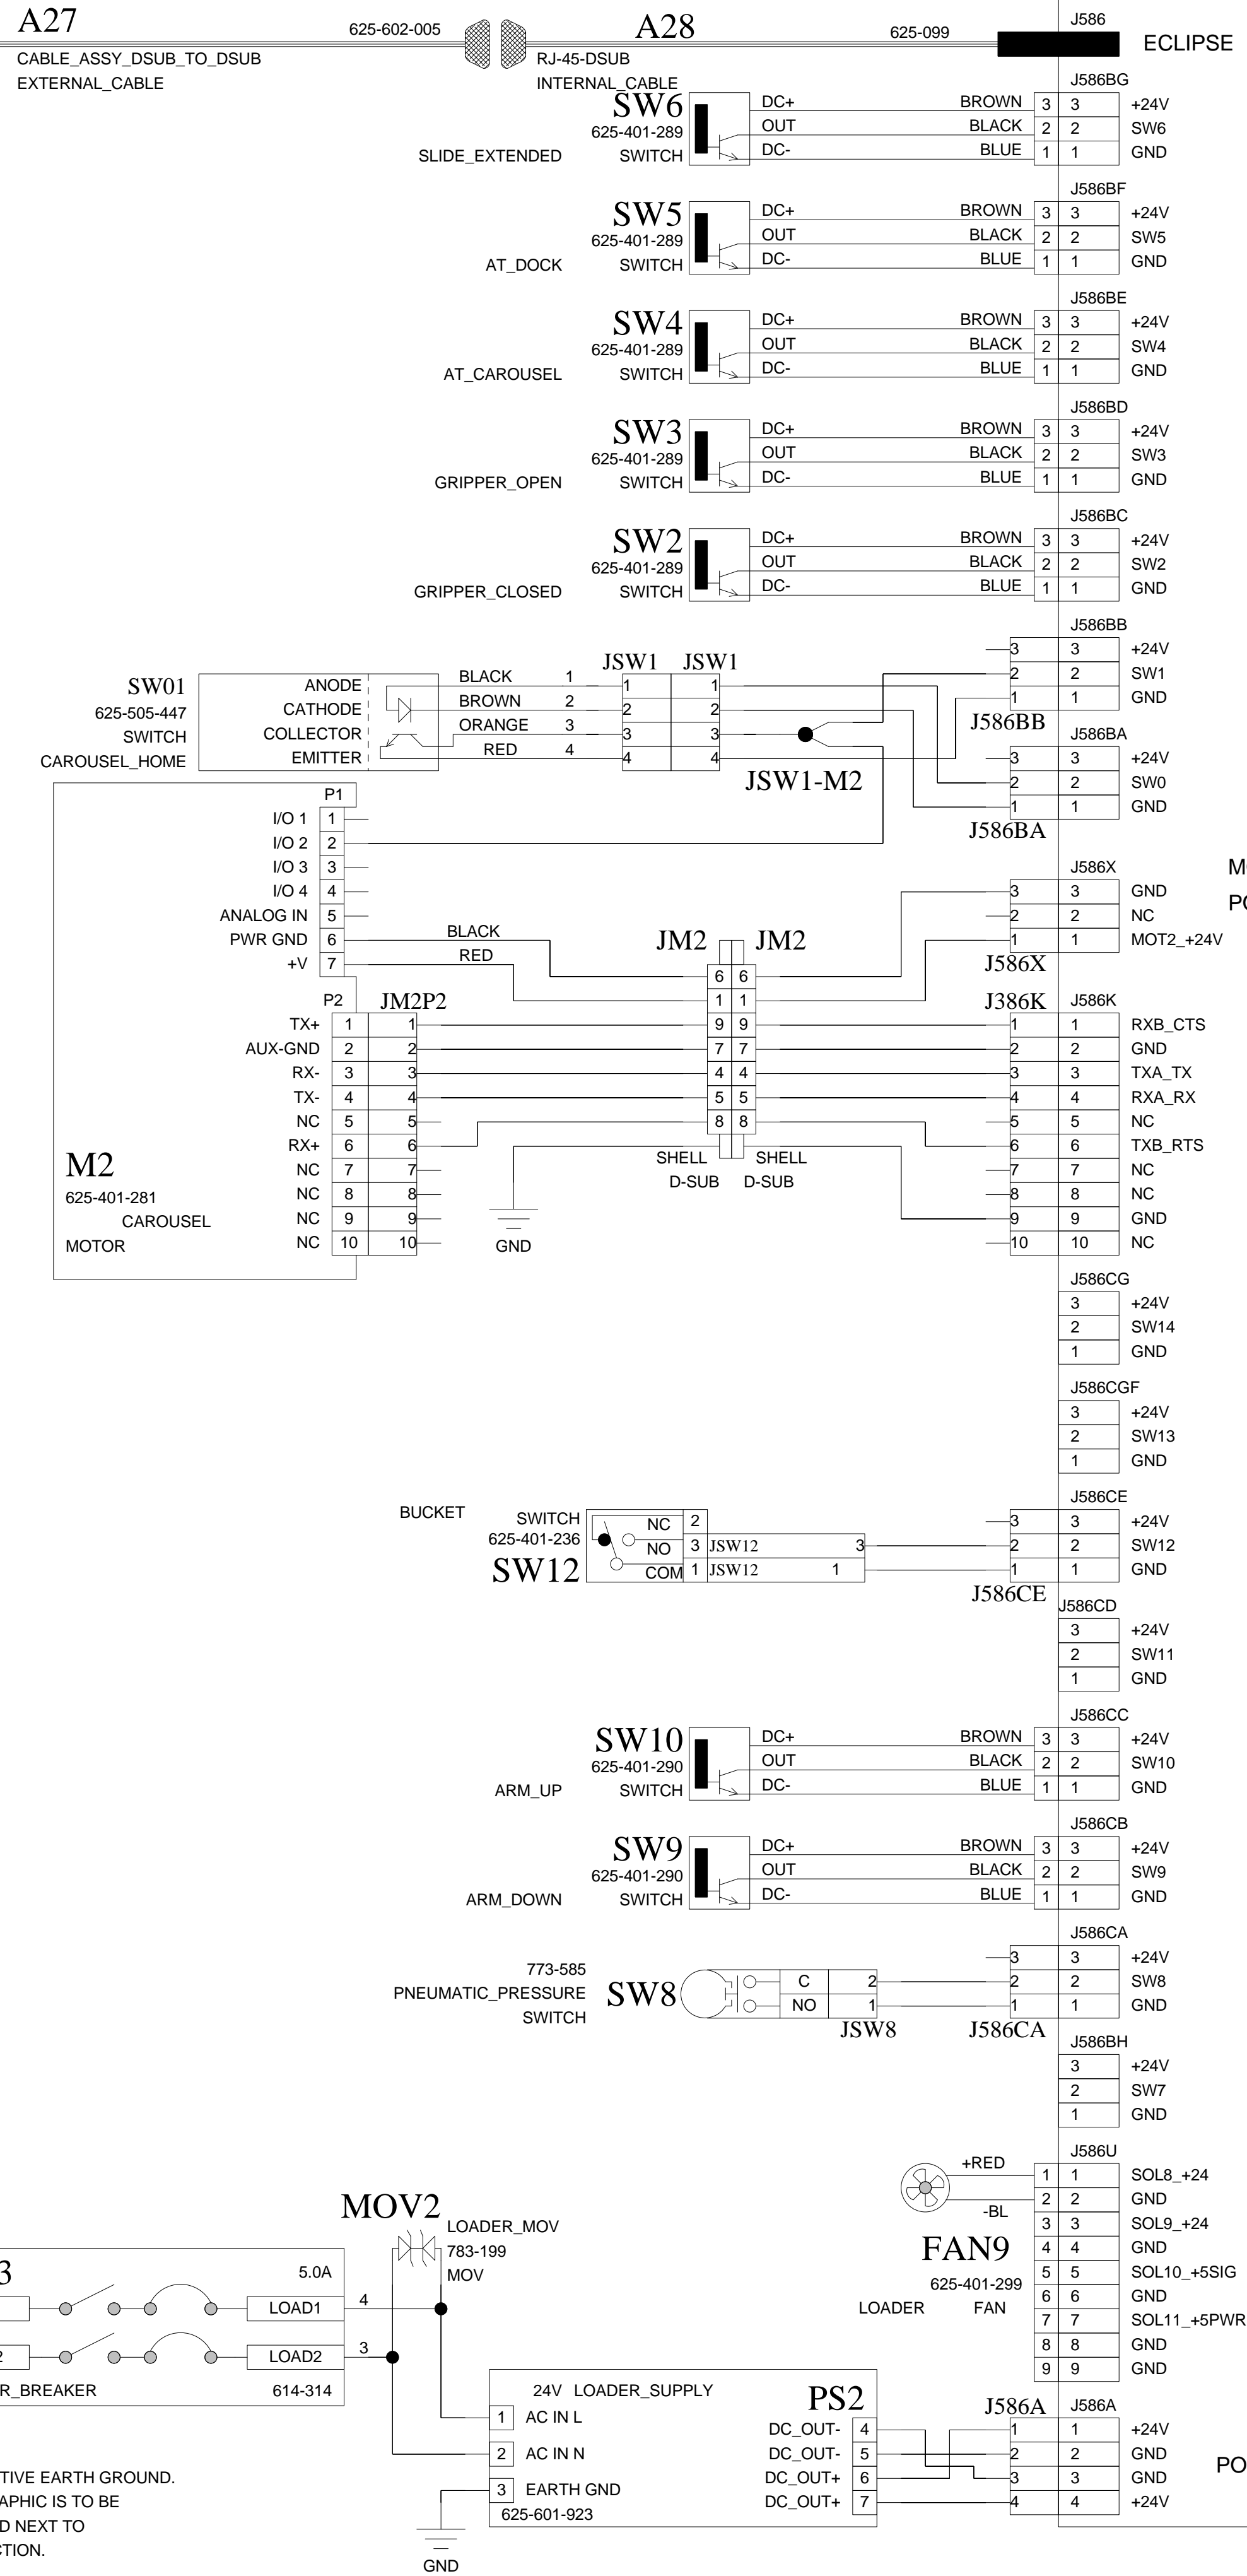 A27 625-602-005 A28 625-099 J586
ECLIPSE
CABLE_ASSY_DSUB_TO_DSUB RJ-45-DSUB
EXTERNAL_CABLE INTERNAL_CABLE
J586BG
SW6 DC+ BROWN 3 3 +24V
625-401-289 OUT BLACK 2 2 SW6
SLIDE_EXTENDED SWITCH DC- BLUE 1 1 GND
J586BF
SW5 DC+ BROWN 3 3 +24V
625-401-289 OUT BLACK 2 2 SW5
AT_DOCK SWITCH DC- BLUE 1 1 GND
J586BE
SW4 DC+ BROWN 3 3 +24V
625-401-289 OUT BLACK 2 2 SW4
AT_CAROUSEL SWITCH DC- BLUE 1 1 GND
J586BD
SW3 DC+ BROWN 3 3 +24V
625-401-289 OUT BLACK 2 2 SW3
GRIPPER_OPEN SWITCH DC- BLUE 1 1 GND
J586BC
SW2 DC+ BROWN 3 3 +24V
625-401-289 OUT BLACK 2 2 SW2
GRIPPER_CLOSED SWITCH DC- BLUE 1 1 GND
J586BB
3 3 +24V
JSW1 JSW1 2 2 SW1
SW01 ANODE BLACK 1 1 1 1 1 GND
625-505-447 CATHODE BROWN 2 2 2 J586BB
SWITCH COLLECTOR ORANGE 3 3 3 J586BA
CAROUSEL_HOME EMITTER RED 4 4 4 3 3 +24V
JSW1-M2 2 2 SW0
P1 1 1 GND
I/O 1 1 J586BA
I/O 2 2
I/O 3 3 J586X
I/O 4 4 3 3 GND
ANALOG IN 5 2 2 NC
PWR GND 6 BLACK JM2 JM2 1 1 MOT2_+24V
+V 7 RED 6 6 J586X
P2 JM2P2 1 1 J386K J586K
TX+ 1 1 9 9 1 1 RXB_CTS
AUX-GND 2 2 7 7 2 2 GND
RX- 3 3 4 4 3 3 TXA_TX
TX- 4 4 5 5 4 4 RXA_RX
NC 5 5 8 8 5 5 NC
RX+ 6 6 SHELL SHELL 6 6 TXB_RTS
M2 NC 7 7 D-SUB D-SUB 7 7 NC
625-401-281 NC 8 8 8 8 NC
CAROUSEL NC 9 9 9 9 GND
MOTOR NC 10 10 GND 10 10 NC
J586CG
3 +24V
2 SW14
1 GND
J586CGF
3 +24V
2 SW13
1 GND
J586CE
BUCKET SWITCH NC 2 3 3 +24V
625-401-236 NO 3 JSW12 3 2 2 SW12
SW12 COM 1 JSW12 1 1 1 GND
J586CE
J586CD
3 +24V
2 SW11
1 GND
J586CC
SW10 DC+ BROWN 3 3 +24V
625-401-290 OUT BLACK 2 2 SW10
ARM_UP SWITCH DC- BLUE 1 1 GND
J586CB
SW9 DC+ BROWN 3 3 +24V
625-401-290 OUT BLACK 2 2 SW9
ARM_DOWN SWITCH DC- BLUE 1 1 GND
J586CA
773-585 3 3 +24V
PNEUMATIC_PRESSURE SW8 C 2 2 2 SW8
SWITCH NO 1 1 1 GND
JSW8 J586CA
J586BH
3 +24V
2 SW7
1 GND
J586U
+RED 1 1 SOL8_+24
-BL 2 2 GND
3 3 SOL9_+24
FAN9 4 4 GND
625-401-299 5 5 SOL10_+5SIG
LOADER FAN 6 6 GND
7 7 SOL11_+5PWR
8 8 GND
9 9 GND
MOV2
LOADER_MOV
783-199
MOV
3 5.0A
LOAD1 4
2 LOAD2 3
R_BREAKER 614-314
24V LOADER_SUPPLY PS2 J586A J586A
1 AC IN L DC_OUT- 4 1 1 +24V
2 AC IN N DC_OUT- 5 2 2 GND
3 EARTH GND DC_OUT+ 6 3 3 GND
625-601-923 DC_OUT+ 7 4 4 +24V
TIVE EARTH GROUND.
APHIC IS TO BE
D NEXT TO
CTION.
GND
PO